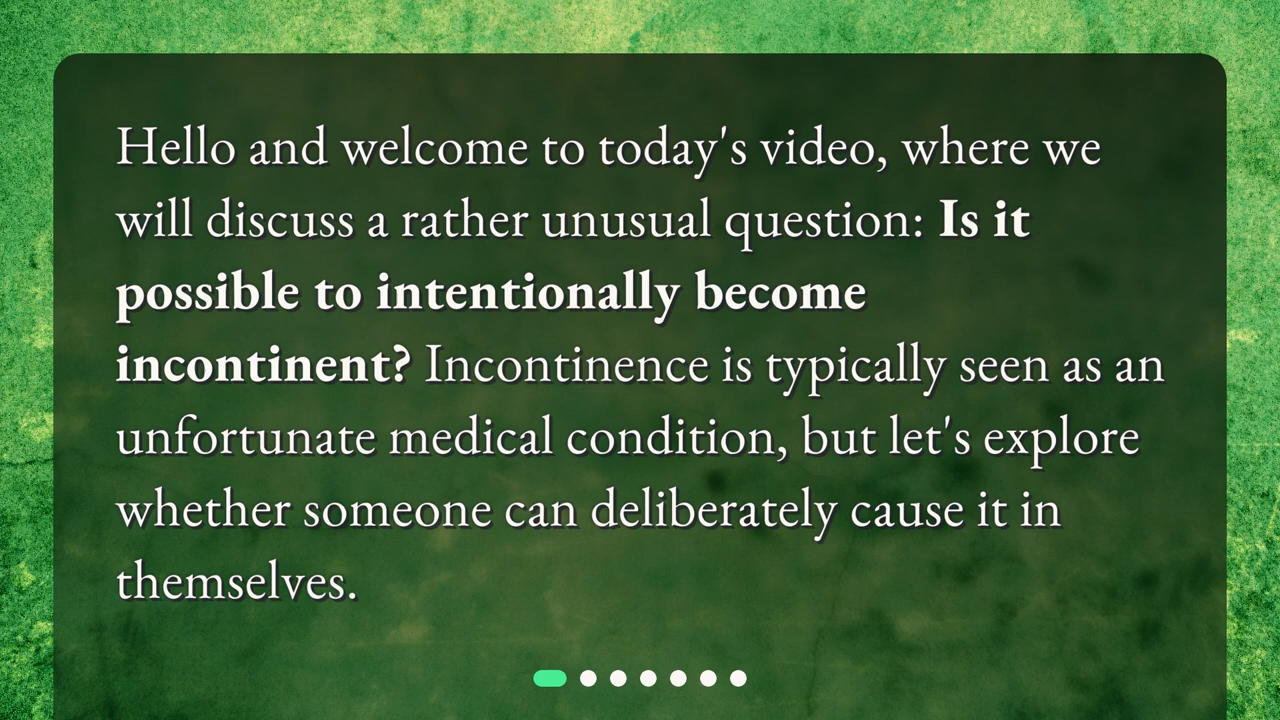 Hello and welcome to today's video, where we
will discuss a rather unusual question: Is it
possible to intentionally become
incontinent? Incontinence is typically seen as an
unfortunate medical condition, but let's explore
whether someone can deliberately cause it in
themselves.